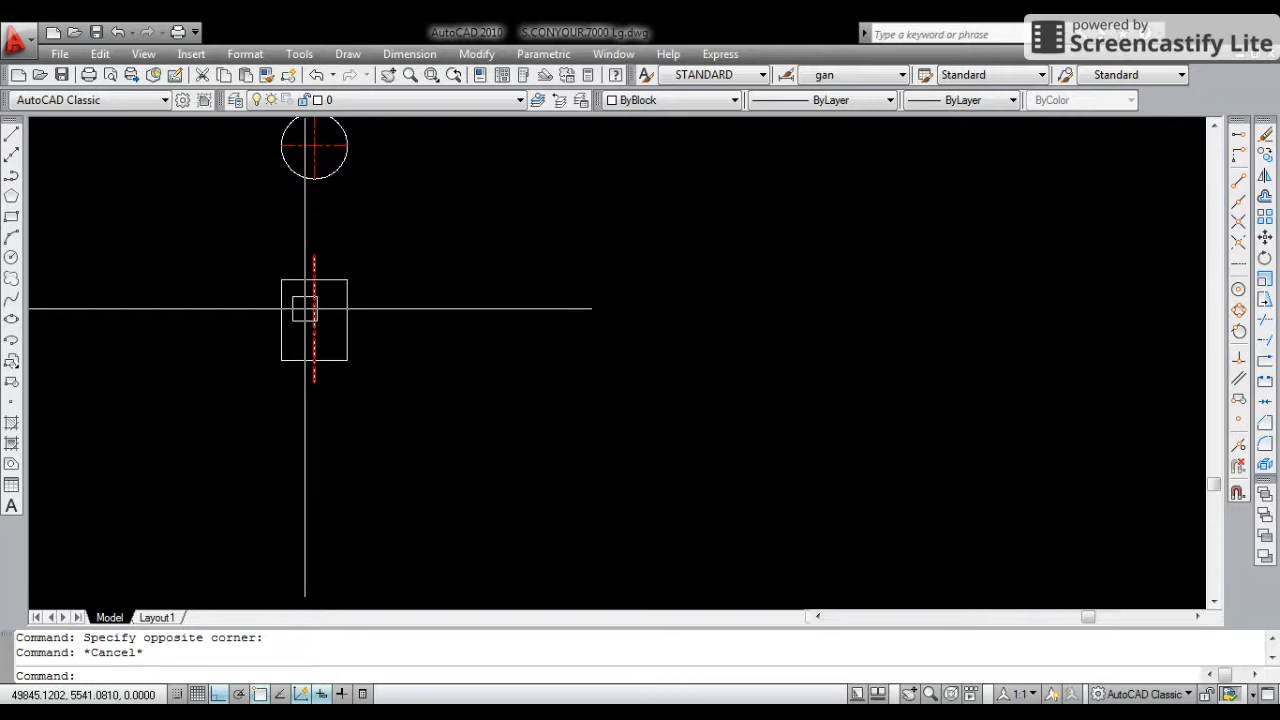 AutoCAD 2010 S.CONYOUR.7000 Lg.dwg
Type a keyword or phrase
powered by
Screencastify Lite
File Edit View Insert Format Tools Draw Dimension Modify Parametric Window Help Express
STANDARD gan Standard Standard
AutoCAD Classic 0 ByBlock ByLayer ByLayer ByColor
A
Model Layout1
Command: Specify opposite corner:
Command: *Cancel*
Command:
49845.1202, 5541.0810, 0.0000 1:1 AutoCAD Classic